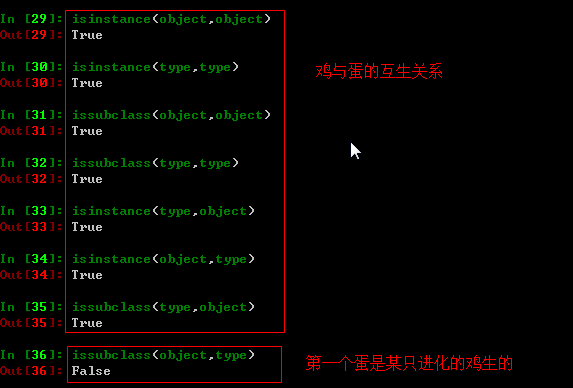 In [29]: isinstance(object,object)
Out[29]: True
鸡与蛋的互生关系
In [30]: isinstance(type,type)
Out[30]: True
In [31]: issubclass(object,object)
Out[31]: True
In [32]: issubclass(type,type)
Out[32]: True
In [33]: isinstance(type,object)
Out[33]: True
In [34]: isinstance(object,type)
Out[34]: True
In [35]: issubclass(type,object)
Out[35]: True
In [36]: issubclass(object,type)
Out[36]: False
第一个蛋是某只进化的鸡生的